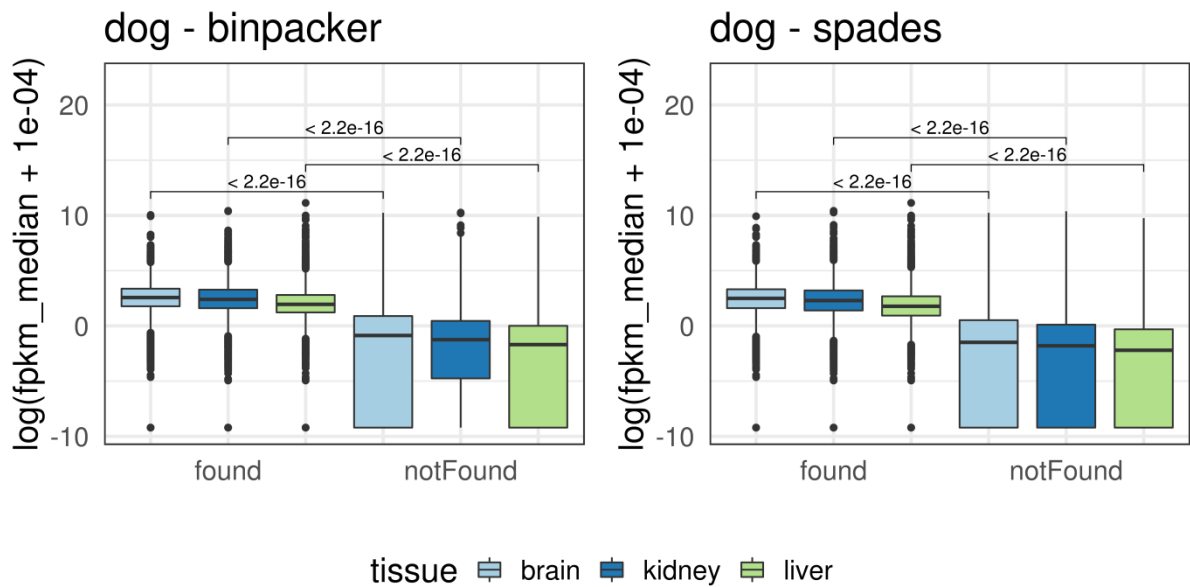 dog - binpacker
log(fpkm_median + 1e-04)
20
10
0
-10
< 2.2e-16
< 2.2e-16
< 2.2e-16
found
notFound
dog - spades
log(fpkm_median + 1e-04)
20
10
0
-10
< 2.2e-16
< 2.2e-16
< 2.2e-16
found
notFound
tissue brain kidney liver